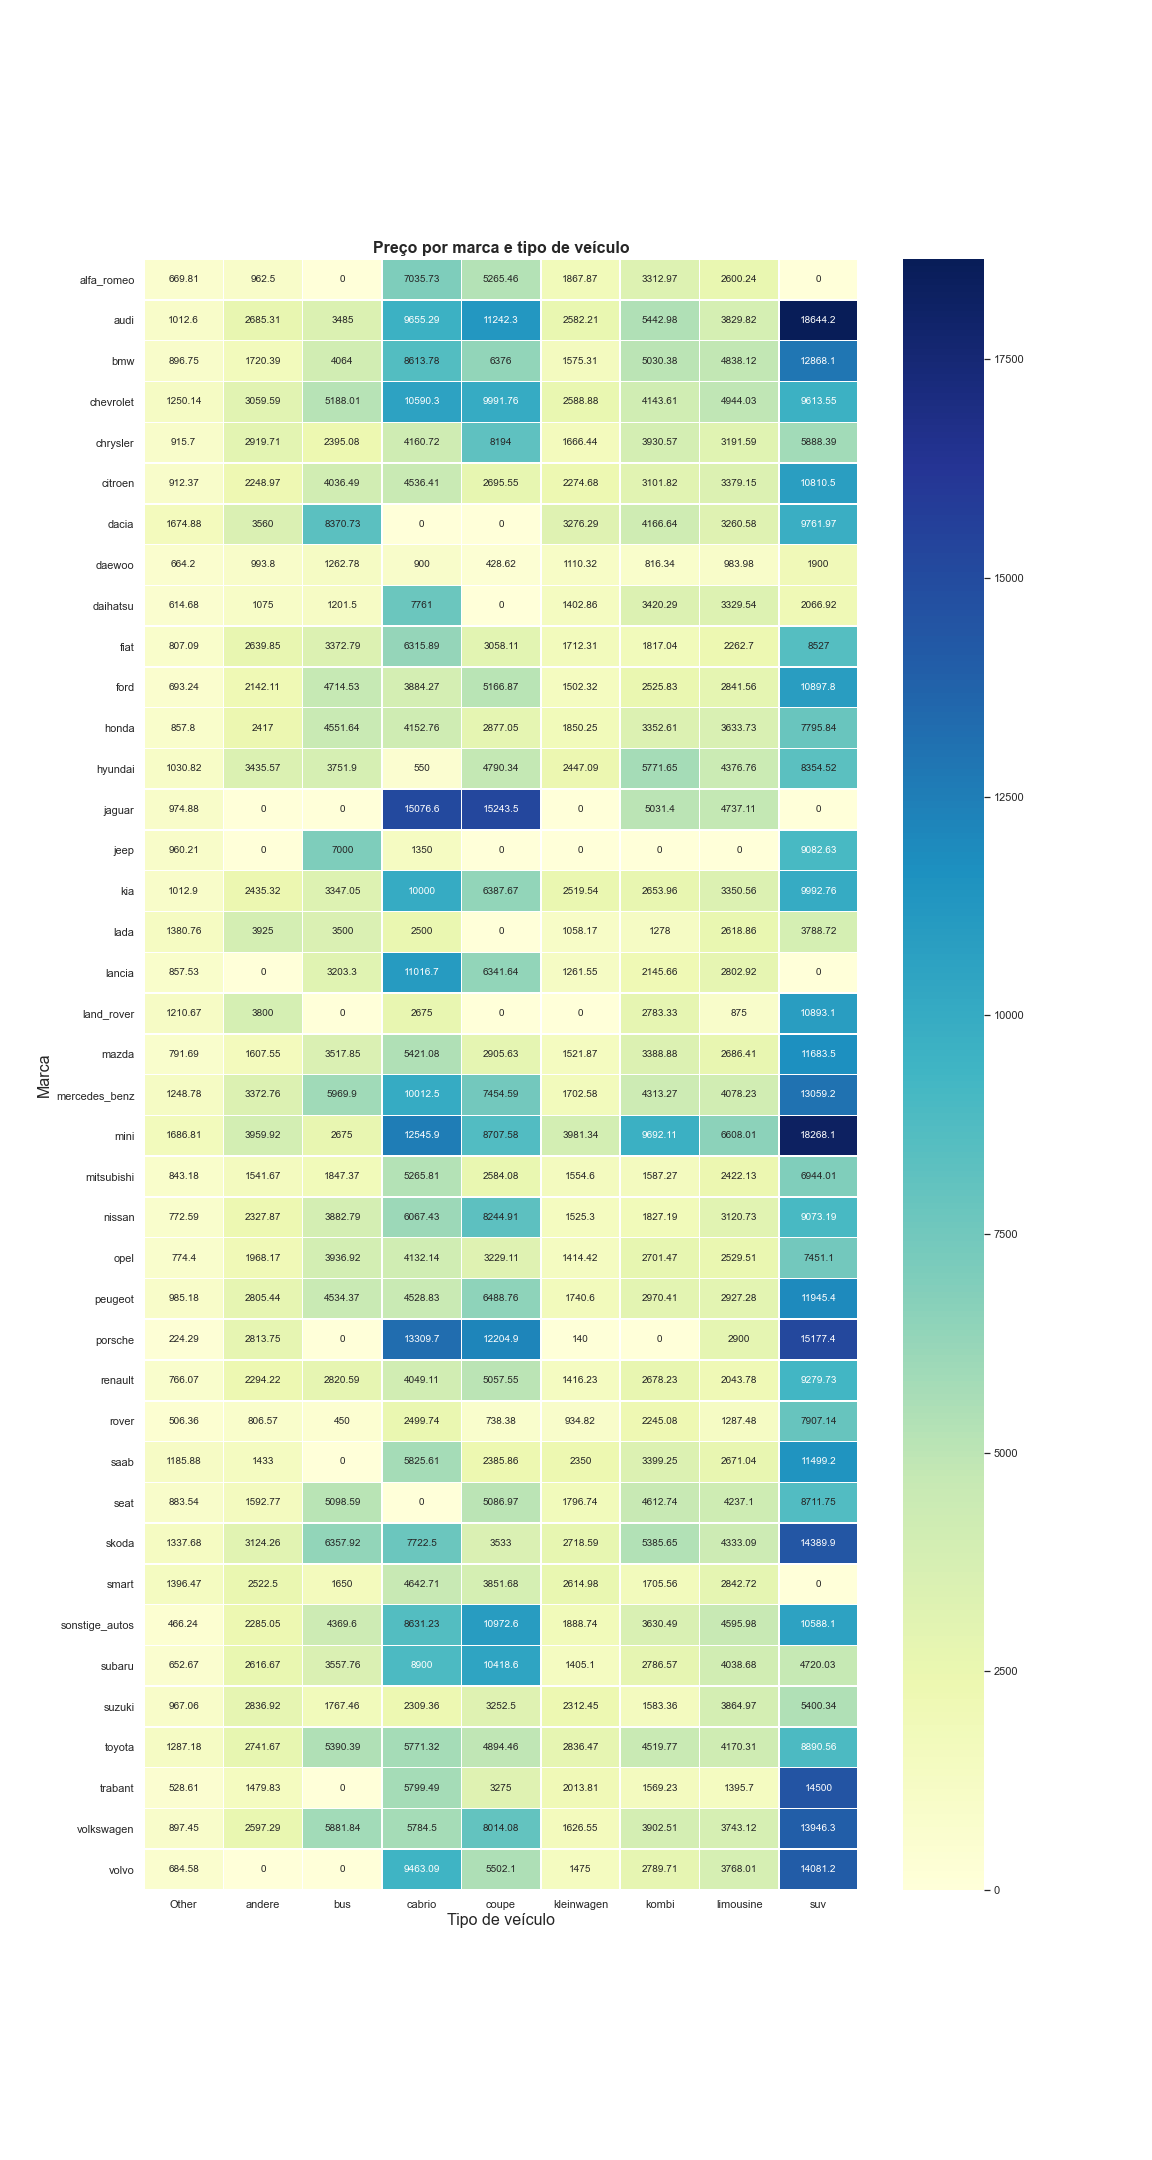 Preço por marca e tipo de veículo
alfa_romeo 669.81 962.5 0 7035.73 5265.46 1867.87 3312.97 2600.24 0
audi 1012.6 2685.31 3485 9655.29 11242.3 2582.21 5442.98 3829.82 18644.2
bmw 896.75 1720.39 4064 8613.78 6376 1575.31 5030.38 4838.12 12868.1
chevrolet 1250.14 3059.59 5188.01 10590.3 9991.76 2588.88 4143.61 4944.03 9613.55
chrysler 915.7 2919.71 2395.08 4160.72 8194 1666.44 3930.57 3191.59 5888.39
citroen 912.37 2248.97 4036.49 4536.41 2695.55 2274.68 3101.82 3379.15 10810.5
dacia 1674.88 3560 8370.73 0 0 3276.29 4166.64 3260.58 9761.97
daewoo 664.2 993.8 1262.78 900 428.62 1110.32 816.34 983.98 1900
daihatsu 614.68 1075 1201.5 7761 0 1402.86 3420.29 3329.54 2066.92
fiat 807.09 2639.85 3372.79 6315.89 3058.11 1712.31 1817.04 2262.7 8527
ford 693.24 2142.11 4714.53 3884.27 5166.87 1502.32 2525.83 2841.56 10897.8
honda 857.8 2417 4551.64 4152.76 2877.05 1850.25 3352.61 3633.73 7795.84
hyundai 1030.82 3435.57 3751.9 550 4790.34 2447.09 5771.65 4376.76 8354.52
jaguar 974.88 0 0 15076.6 15243.5 0 5031.4 4737.11 0
jeep 960.21 0 7000 1350 0 0 0 0 9082.63
kia 1012.9 2435.32 3347.05 10000 6387.67 2519.54 2653.96 3350.56 9992.76
lada 1380.76 3925 3500 2500 0 1058.17 1278 2618.86 3788.72
lancia 857.53 0 3203.3 11016.7 6341.64 1261.55 2145.66 2802.92 0
land_rover 1210.67 3800 0 2675 0 0 2783.33 875 10893.1
mazda 791.69 1607.55 3517.85 5421.08 2905.63 1521.87 3388.88 2686.41 11683.5
mercedes_benz 1248.78 3372.76 5969.9 10012.5 7454.59 1702.58 4313.27 4078.23 13059.2
mini 1686.81 3959.92 2675 12545.9 8707.58 3981.34 9692.11 6608.01 18268.1
mitsubishi 843.18 1541.67 1847.37 5265.81 2584.08 1554.6 1587.27 2422.13 6944.01
nissan 772.59 2327.87 3882.79 6067.43 8244.91 1525.3 1827.19 3120.73 9073.19
opel 774.4 1968.17 3936.92 4132.14 3229.11 1414.42 2701.47 2529.51 7451.1
peugeot 985.18 2805.44 4534.37 4528.83 6488.76 1740.6 2970.41 2927.28 11945.4
porsche 224.29 2813.75 0 13309.7 12204.9 140 0 2900 15177.4
renault 766.07 2294.22 2820.59 4049.11 5057.55 1416.23 2678.23 2043.78 9279.73
rover 506.36 806.57 450 2499.74 738.38 934.82 2245.08 1287.48 7907.14
saab 1185.88 1433 0 5825.61 2385.86 2350 3399.25 2671.04 11499.2
seat 883.54 1592.77 5098.59 0 5086.97 1796.74 4612.74 4237.1 8711.75
skoda 1337.68 3124.26 6357.92 7722.5 3533 2718.59 5385.65 4333.09 14389.9
smart 1396.47 2522.5 1650 4642.71 3851.68 2614.98 1705.56 2842.72 0
sonstige_autos 466.24 2285.05 4369.6 8631.23 10972.6 1888.74 3630.49 4595.98 10588.1
subaru 652.67 2616.67 3557.76 8900 10418.6 1405.1 2786.57 4038.68 4720.03
suzuki 967.06 2836.92 1767.46 2309.36 3252.5 2312.45 1583.36 3864.97 5400.34
toyota 1287.18 2741.67 5390.39 5771.32 4894.46 2836.47 4519.77 4170.31 8890.56
trabant 528.61 1479.83 0 5799.49 3275 2013.81 1569.23 1395.7 14500
volkswagen 897.45 2597.29 5881.84 5784.5 8014.08 1626.55 3902.51 3743.12 13946.3
volvo 684.58 0 0 9463.09 5502.1 1475 2789.71 3768.01 14081.2
Other andere bus cabrio coupe kleinwagen kombi limousine suv
Tipo de veículo
Marca
17500
15000
12500
10000
7500
5000
2500
0